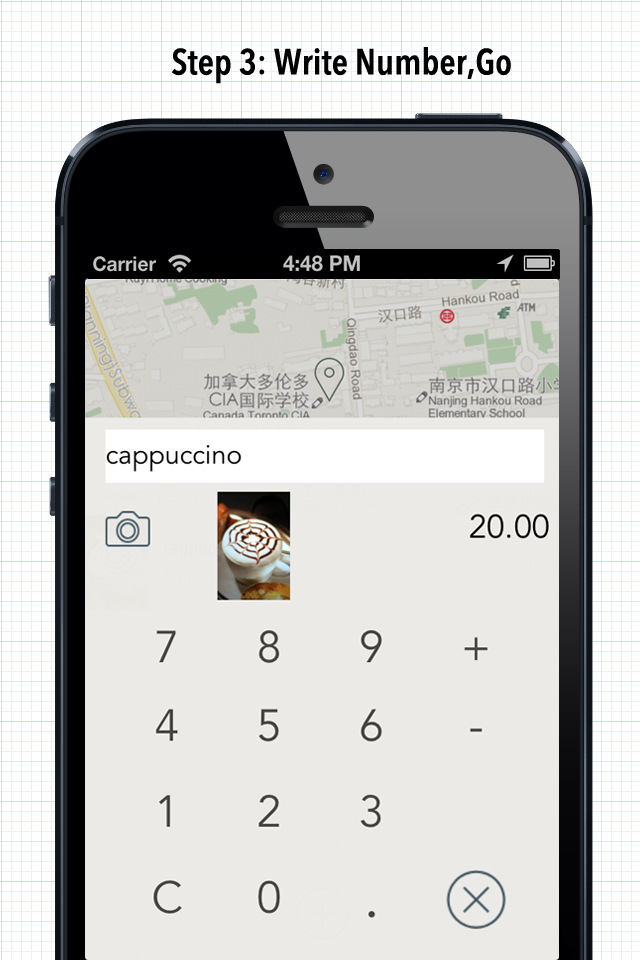 Step 3: Write Number,Go
Carrier 4:48 PM
Hankou Road
汉口路
ATM
Qingdao Road
加拿大多伦多
CIA国际学校
Canada Toronto CIA
南京市汉口路小学
Nanjing Hankou Road
Elementary School
cappuccino
20.00
7 8 9 +
4 5 6 -
1 2 3
C 0 .